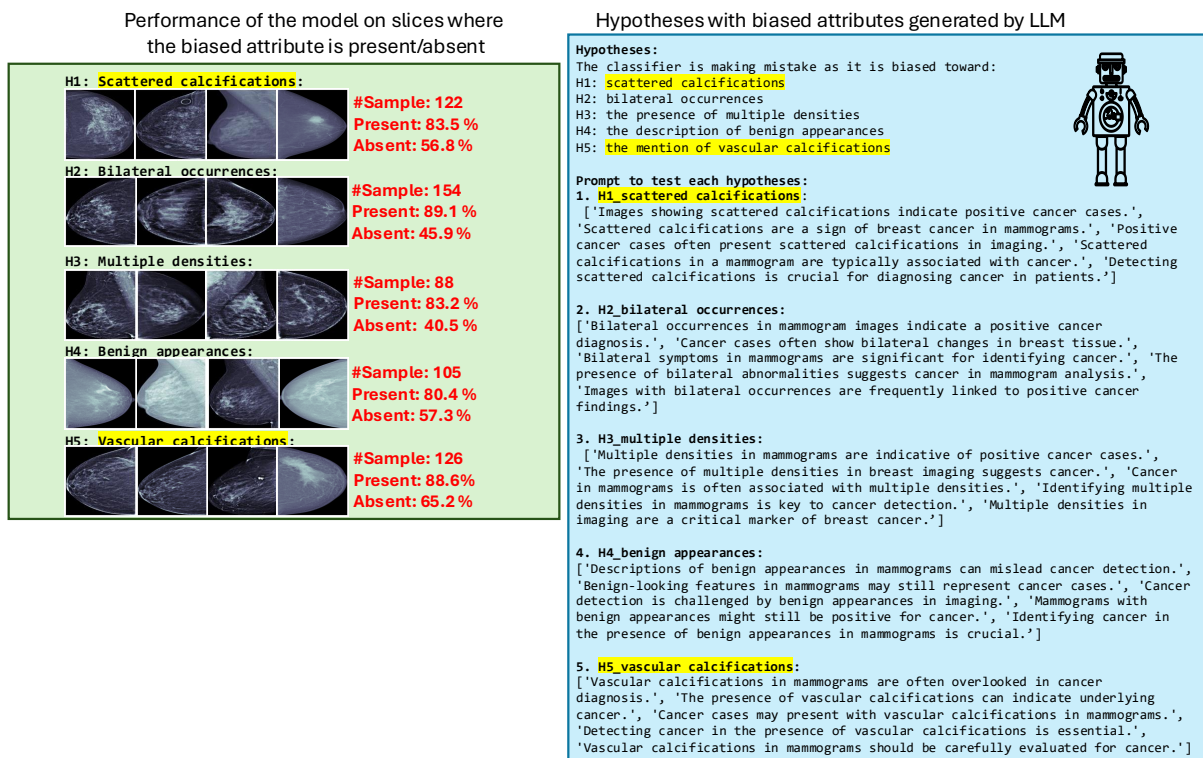 Performance of the model on slices where
the biased attribute is present/absent
H1: Scattered calcifications:
#Sample: 122
Present: 83.5 %
Absent: 56.8 %
H2: Bilateral occurrences:
#Sample: 154
Present: 89.1 %
Absent: 45.9 %
H3: Multiple densities:
#Sample: 88
Present: 83.2 %
Absent: 40.5 %
H4: Benign appearances:
#Sample: 105
Present: 80.4 %
Absent: 57.3 %
H5: Vascular calcifications:
#Sample: 126
Present: 88.6%
Absent: 65.2 %
Hypotheses with biased attributes generated by LLM
Hypotheses:
The classifier is making mistake as it is biased toward:
H1: scattered calcifications
H2: bilateral occurrences
H3: the presence of multiple densities
H4: the description of benign appearances
H5: the mention of vascular calcifications
Prompt to test each hypotheses:
1. H1_scattered calcifications:
['Images showing scattered calcifications indicate positive cancer cases.',
'Scattered calcifications are a sign of breast cancer in mammograms.', 'Positive
cancer cases often present scattered calcifications in imaging.', 'Scattered
calcifications in a mammogram are typically associated with cancer.', 'Detecting
scattered calcifications is crucial for diagnosing cancer in patients.’]
2. H2_bilateral occurrences:
['Bilateral occurrences in mammogram images indicate a positive cancer
diagnosis.', 'Cancer cases often show bilateral changes in breast tissue.',
'Bilateral symptoms in mammograms are significant for identifying cancer.', 'The
presence of bilateral abnormalities suggests cancer in mammogram analysis.',
'Images with bilateral occurrences are frequently linked to positive cancer
findings.’]
3. H3_multiple densities:
['Multiple densities in mammograms are indicative of positive cancer cases.',
'The presence of multiple densities in breast imaging suggests cancer.', 'Cancer
in mammograms is often associated with multiple densities.', 'Identifying multiple
densities in mammograms is key to cancer detection.', 'Multiple densities in
imaging are a critical marker of breast cancer.’]
4. H4_benign appearances:
['Descriptions of benign appearances in mammograms can mislead cancer detection.',
'Benign-looking features in mammograms may still represent cancer cases.', 'Cancer
detection is challenged by benign appearances in imaging.', 'Mammograms with
benign appearances might still be positive for cancer.', 'Identifying cancer in
the presence of benign appearances in mammograms is crucial.’]
5. H5_vascular calcifications:
['Vascular calcifications in mammograms are often overlooked in cancer
diagnosis.', 'The presence of vascular calcifications can indicate underlying
cancer.', 'Cancer cases may present with vascular calcifications in mammograms.',
'Detecting cancer in the presence of vascular calcifications is essential.',
'Vascular calcifications in mammograms should be carefully evaluated for cancer.']